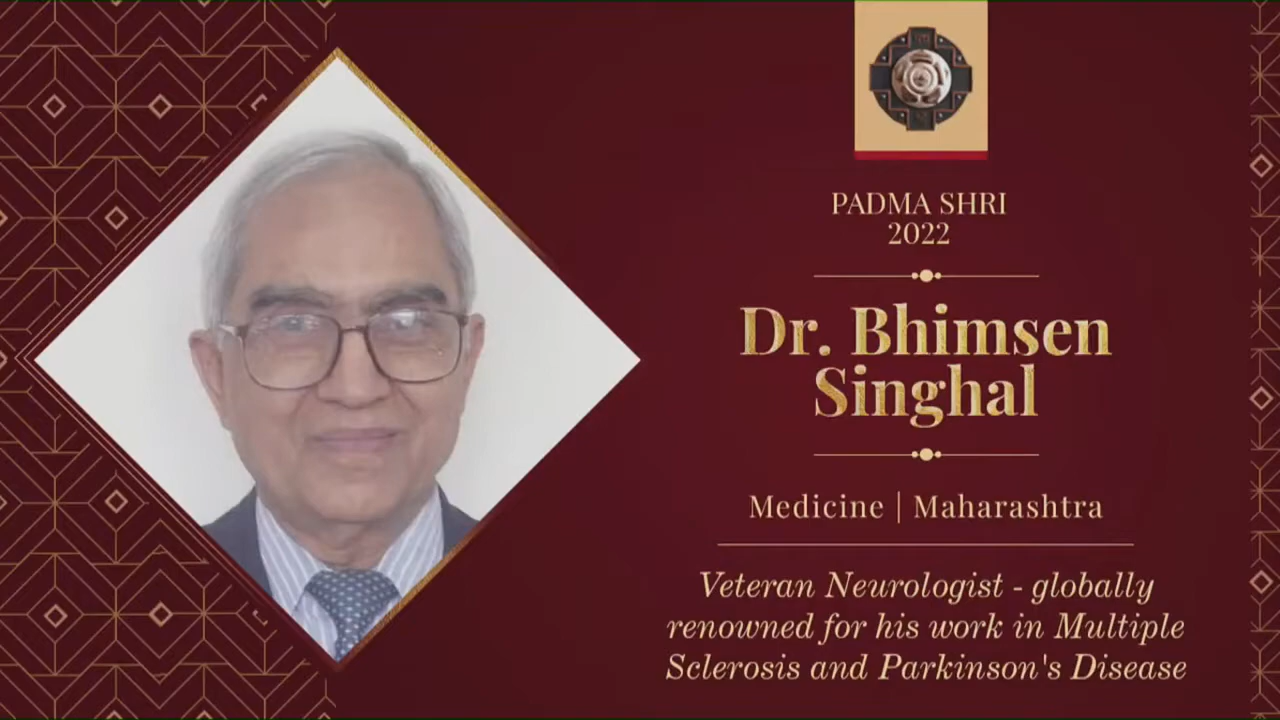 PADMA SHRI
2022
Dr. Bhimsen
Singhal
Medicine | Maharashtra
Veteran Neurologist - globally
renowned for his work in Multiple
Sclerosis and Parkinson's Disease